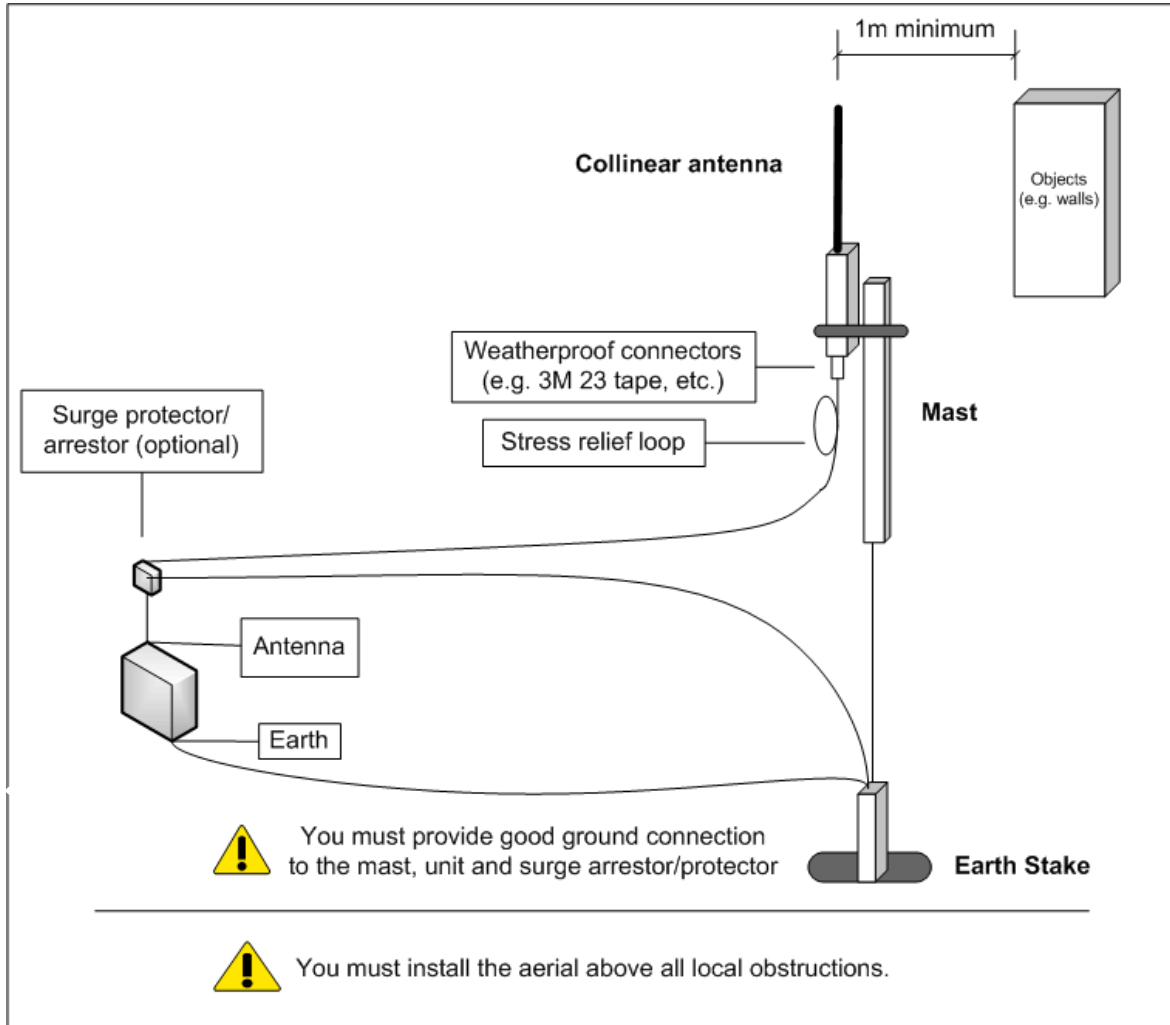 1m minimum
Collinear antenna
Objects
(e.g. walls)
Weatherproof connectors
(e.g. 3M 23 tape, etc.)
Surge protector/
arrestor (optional)
Mast
Stress relief loop
Antenna
Earth
You must provide good ground connection
to the mast, unit and surge arrestor/protector
Earth Stake
You must install the aerial above all local obstructions.